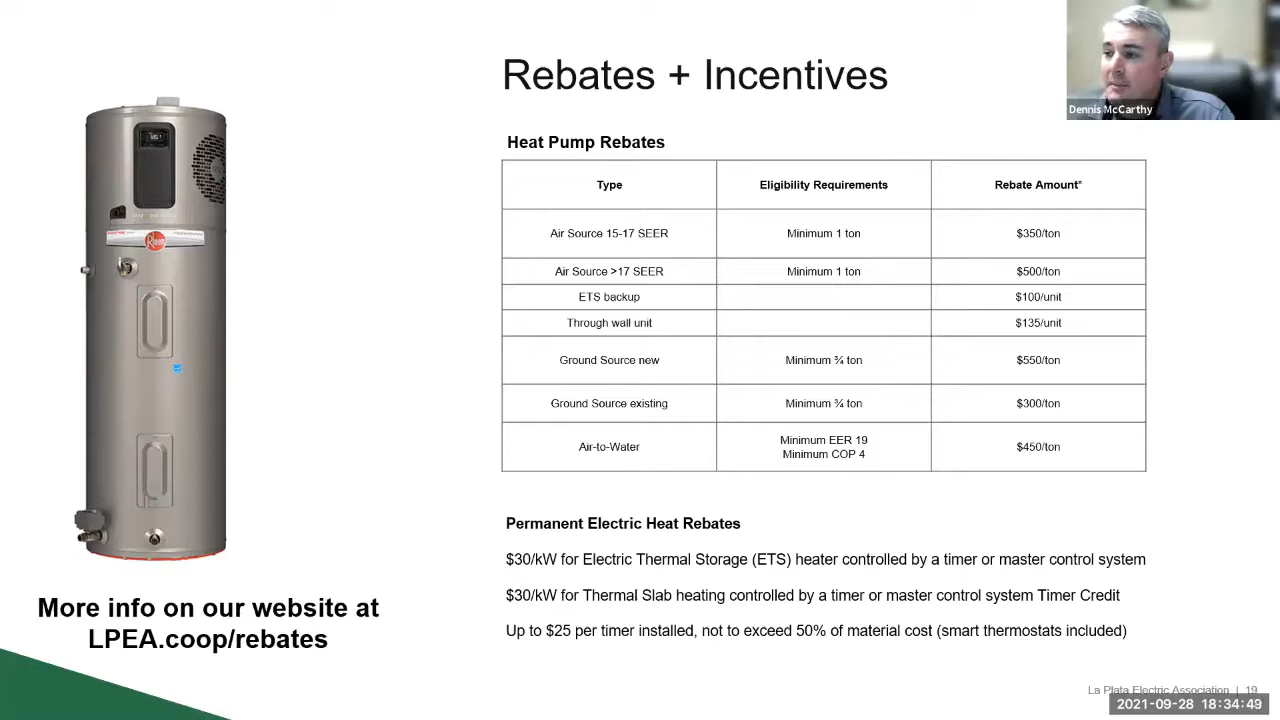 Rebates + Incentives
Dennis McCarthy
Heat Pump Rebates
Type Eligibility Requirements Rebate Amount*
Air Source 15-17 SEER Minimum 1 ton $350/ton
Air Source >17 SEER Minimum 1 ton $500/ton
ETS backup $100/unit
Through wall unit $135/unit
Ground Source new Minimum ¾ ton $550/ton
Ground Source existing Minimum ¾ ton $300/ton
Air-to-Water Minimum EER 19 $450/ton
Minimum COP 4
Permanent Electric Heat Rebates
$30/kW for Electric Thermal Storage (ETS) heater controlled by a timer or master control system
$30/kW for Thermal Slab heating controlled by a timer or master control system Timer Credit
Up to $25 per timer installed, not to exceed 50% of material cost (smart thermostats included)
Rheem
More info on our website at
LPEA.coop/rebates
La Plata Electric Association | 19
2021-09-28 18:34:49